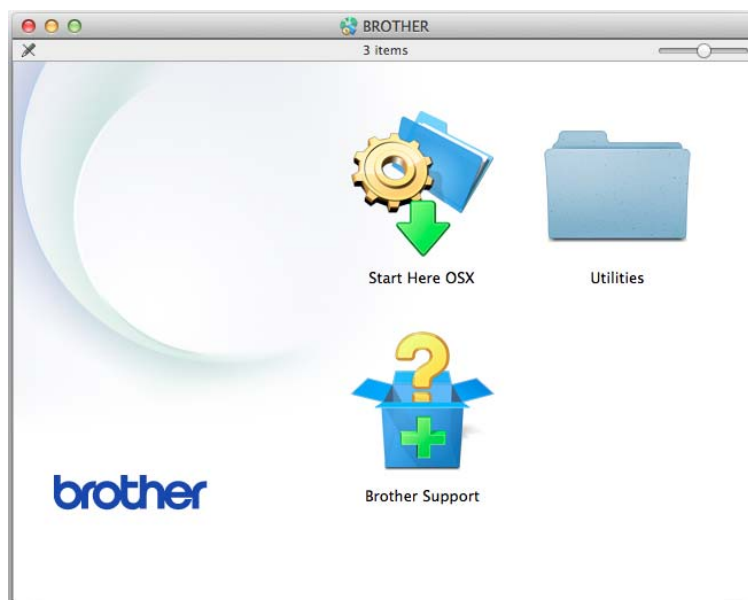 BROTHER
3 items
Start Here OSX
Utilities
Brother Support
brother